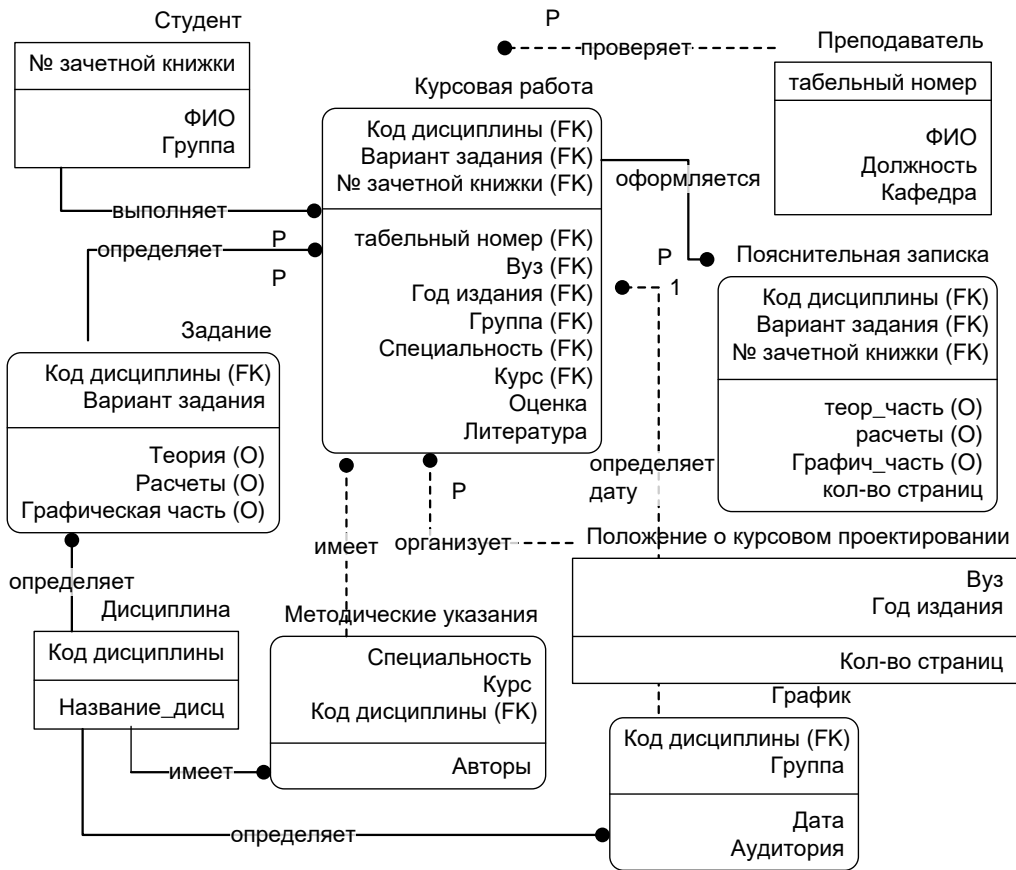 Студент
№ зачетной книжки
ФИО
Группа
выполняет
P
проверяет
Преподаватель
табельный номер
ФИО
Должность
Кафедра
Курсовая работа
Код дисциплины (FK)
Вариант задания (FK)
№ зачетной книжки (FK)
табельный номер (FK)
Вуз (FK)
Год издания (FK)
Группа (FK)
Специальность (FK)
Курс (FK)
Оценка
Литература
оформляется
определяет
P
P
P
1
Пояснительная записка
Код дисциплины (FK)
Вариант задания (FK)
№ зачетной книжки (FK)
теор_часть (О)
расчеты (О)
Графич_часть (О)
кол-во страниц
Задание
Код дисциплины (FK)
Вариант задания
Теория (О)
Расчеты (О)
Графическая часть (О)
определяет
дату
P
имеет
организует
Положение о курсовом проектировании
Вуз
Год издания
Кол-во страниц
определяет
Дисциплина
Код дисциплины
Название_дисц
Методические указания
Специальность
Курс
Код дисциплины (FK)
Авторы
имеет
График
Код дисциплины (FK)
Группа
Дата
Аудитория
определяет